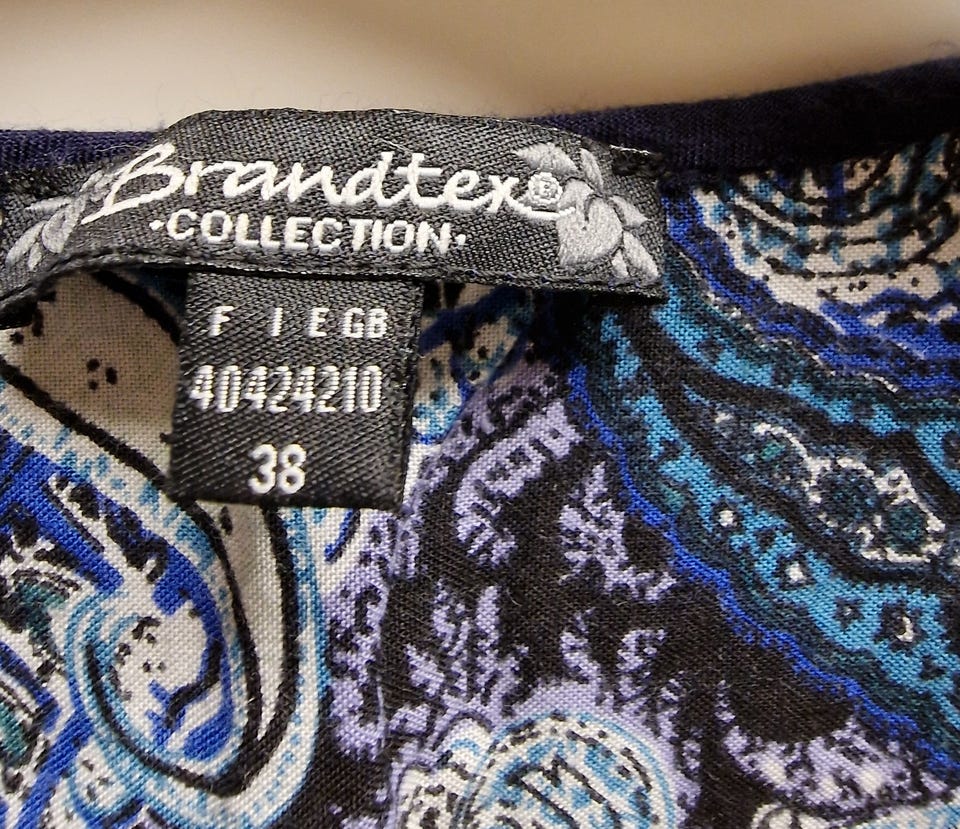 Brandtex®
·COLLECTION·
F I E GB
40424210
38